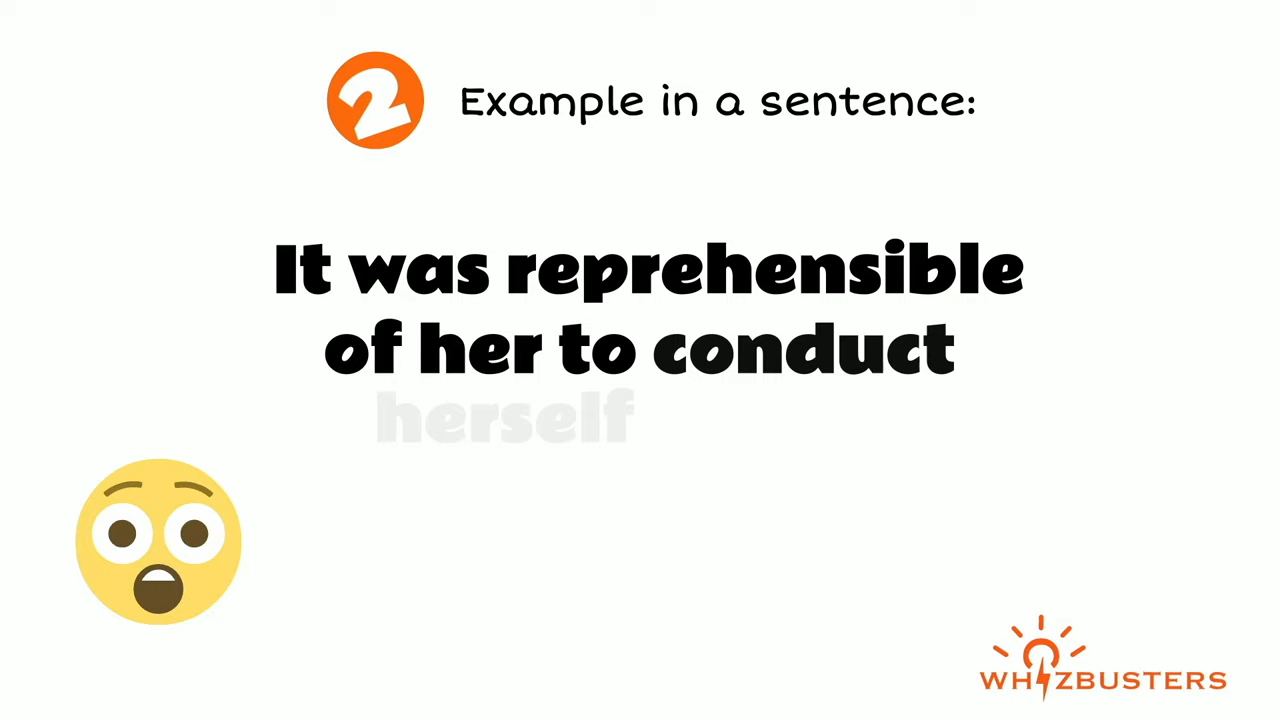 2 Example in a sentence:
It was reprehensible
of her to conduct
herself
WHIZBUSTERS